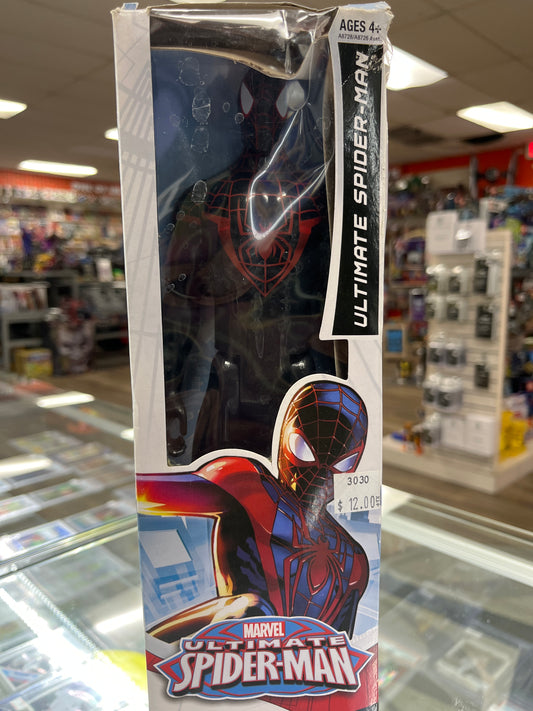 AGES 4+
ULTIMATE SPIDER-MAN
3030
$ 12.00
MARVEL
ULTIMATE
SPIDER-MAN